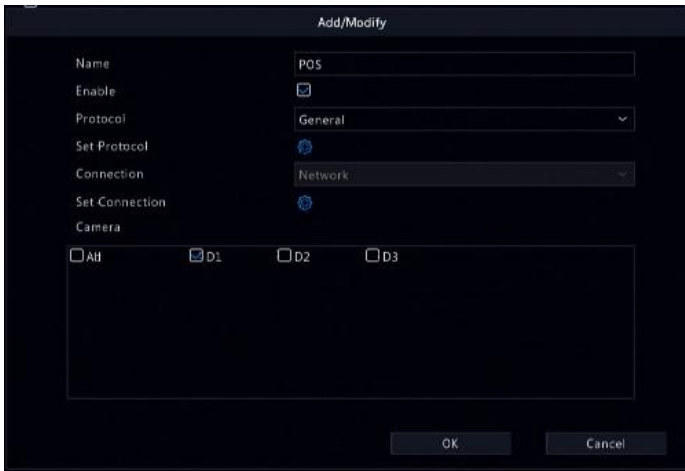 Add/Modify
Name POS
Enable
Protocol General
Set Protocol
Connection Network
Set Connection
Camera
All D1 D2 D3
OK Cancel